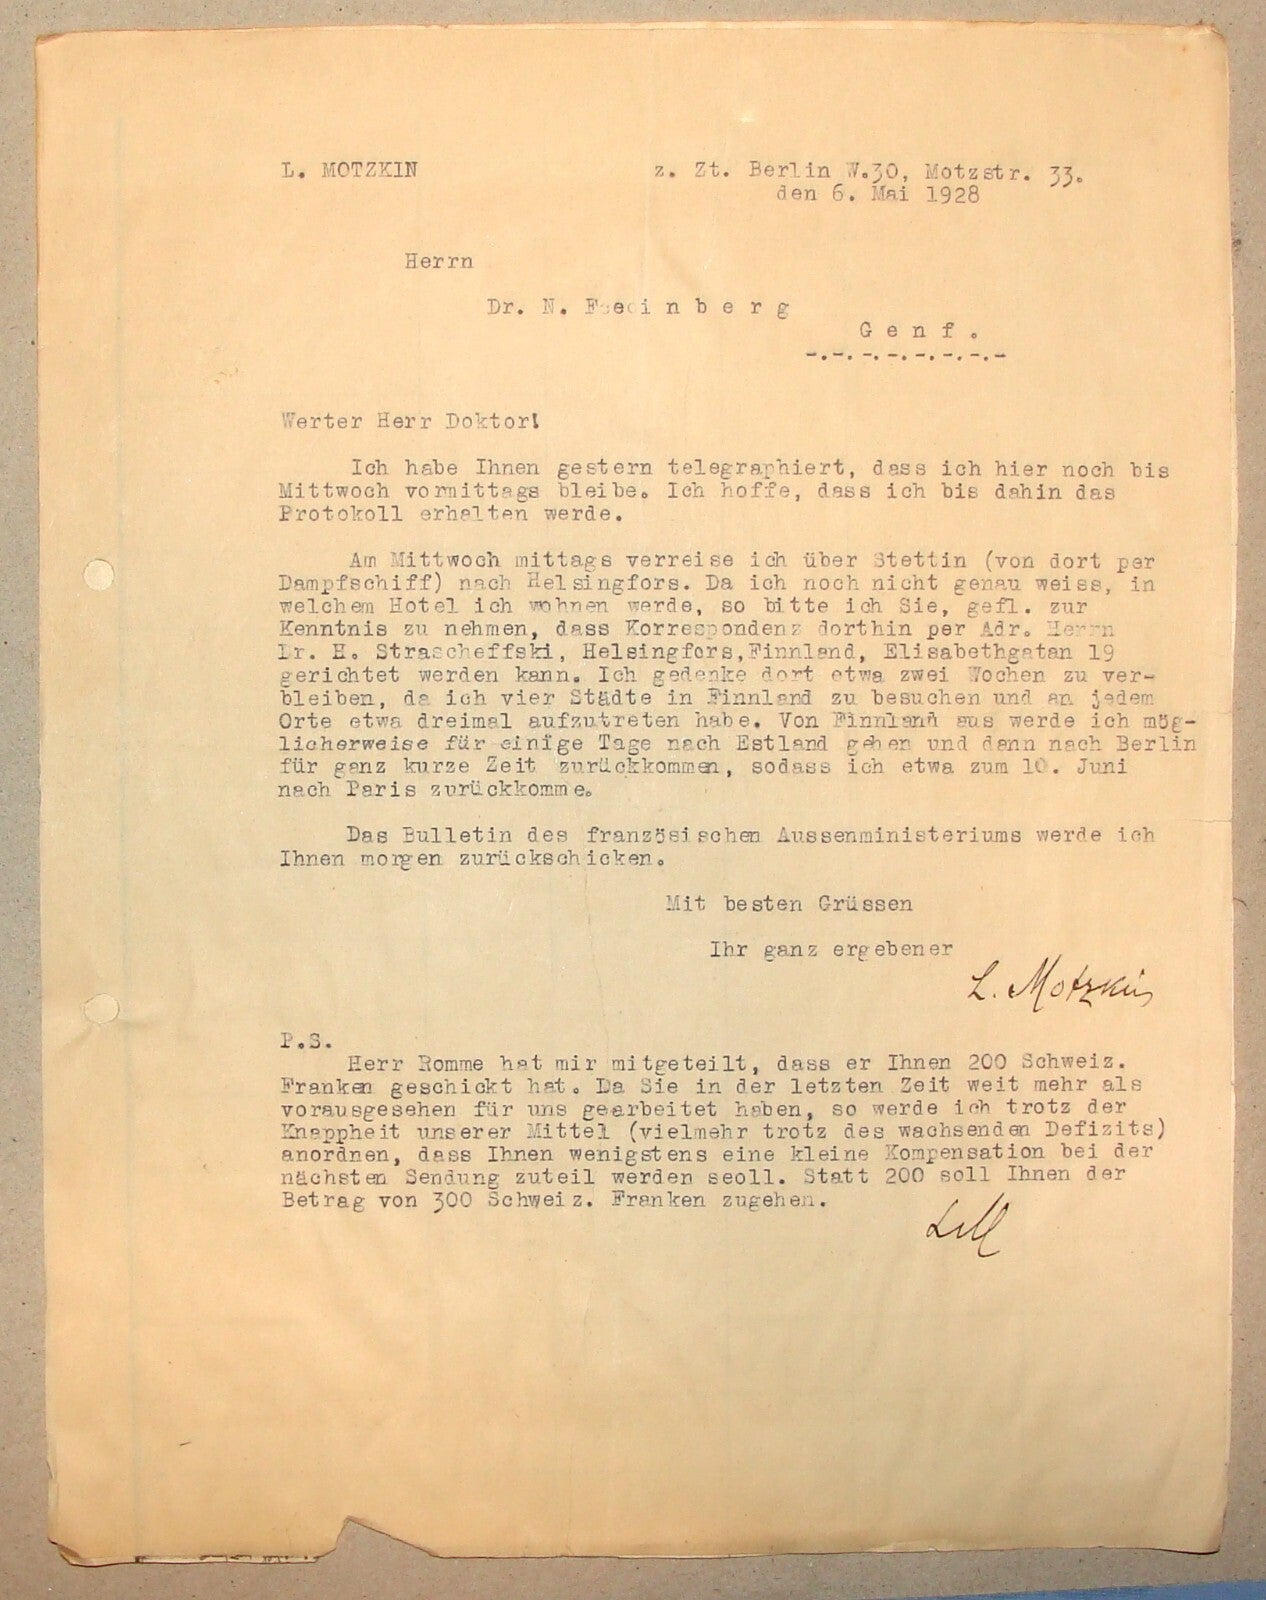 L. MOTZKIN
z. Zt. Berlin W.30, Motzstr. 33.
den 6. Mai 1928
Herrn
Dr. N. F e i n b e r g
G e n f .
-.-.-.-.-.-.-.-
Werter Herr Doktor!
Ich habe Ihnen gestern telegraphiert, dass ich hier noch bis
Mittwoch vormittags bleibe. Ich hoffe, dass ich bis dahin das
Protokoll erhalten werde.
Am Mittwoch mittags verreise ich über Stettin (von dort per
Dampfschiff) nach Helsingfors. Da ich noch nicht genau weiss, in
welchem Hotel ich wohnen werde, so bitte ich Sie, gefl. zur
Kenntnis zu nehmen, dass Korrespondenz dorthin per Adr. Herrn
Dr. H. Strascheffski, Helsingfors,Finnland, Elisabethgatan 19
gerichtet werden kann. Ich gedenke dort etwa zwei Wochen zu ver-
bleiben, da ich vier Städte in Finnland zu besuchen und an jedem
Orte etwa dreimal aufzutreten habe. Von Finnland aus werde ich mög-
licherweise für einige Tage nach Estland gehen und dann nach Berlin
für ganz kurze Zeit zurückkommen, sodass ich etwa zum 10. Juni
nach Paris zurückkomme.
Das Bulletin des französischen Aussenministeriums werde ich
Ihnen morgen zurückschicken.
Mit besten Grüssen
Ihr ganz ergebener
L. Motzkin
P.S.
Herr Romme hat mir mitgeteilt, dass er Ihnen 200 Schweiz.
Franken geschickt hat. Da Sie in der letzten Zeit weit mehr als
vorausgesehen für uns gearbeitet haben, so werde ich trotz der
Knappheit unserer Mittel (vielmehr trotz des wachsenden Defizits)
anordnen, dass Ihnen wenigstens eine kleine Kompensation bei der
nächsten Sendung zuteil werden seoll. Statt 200 soll Ihnen der
Betrag von 300 Schweiz. Franken zugehen.